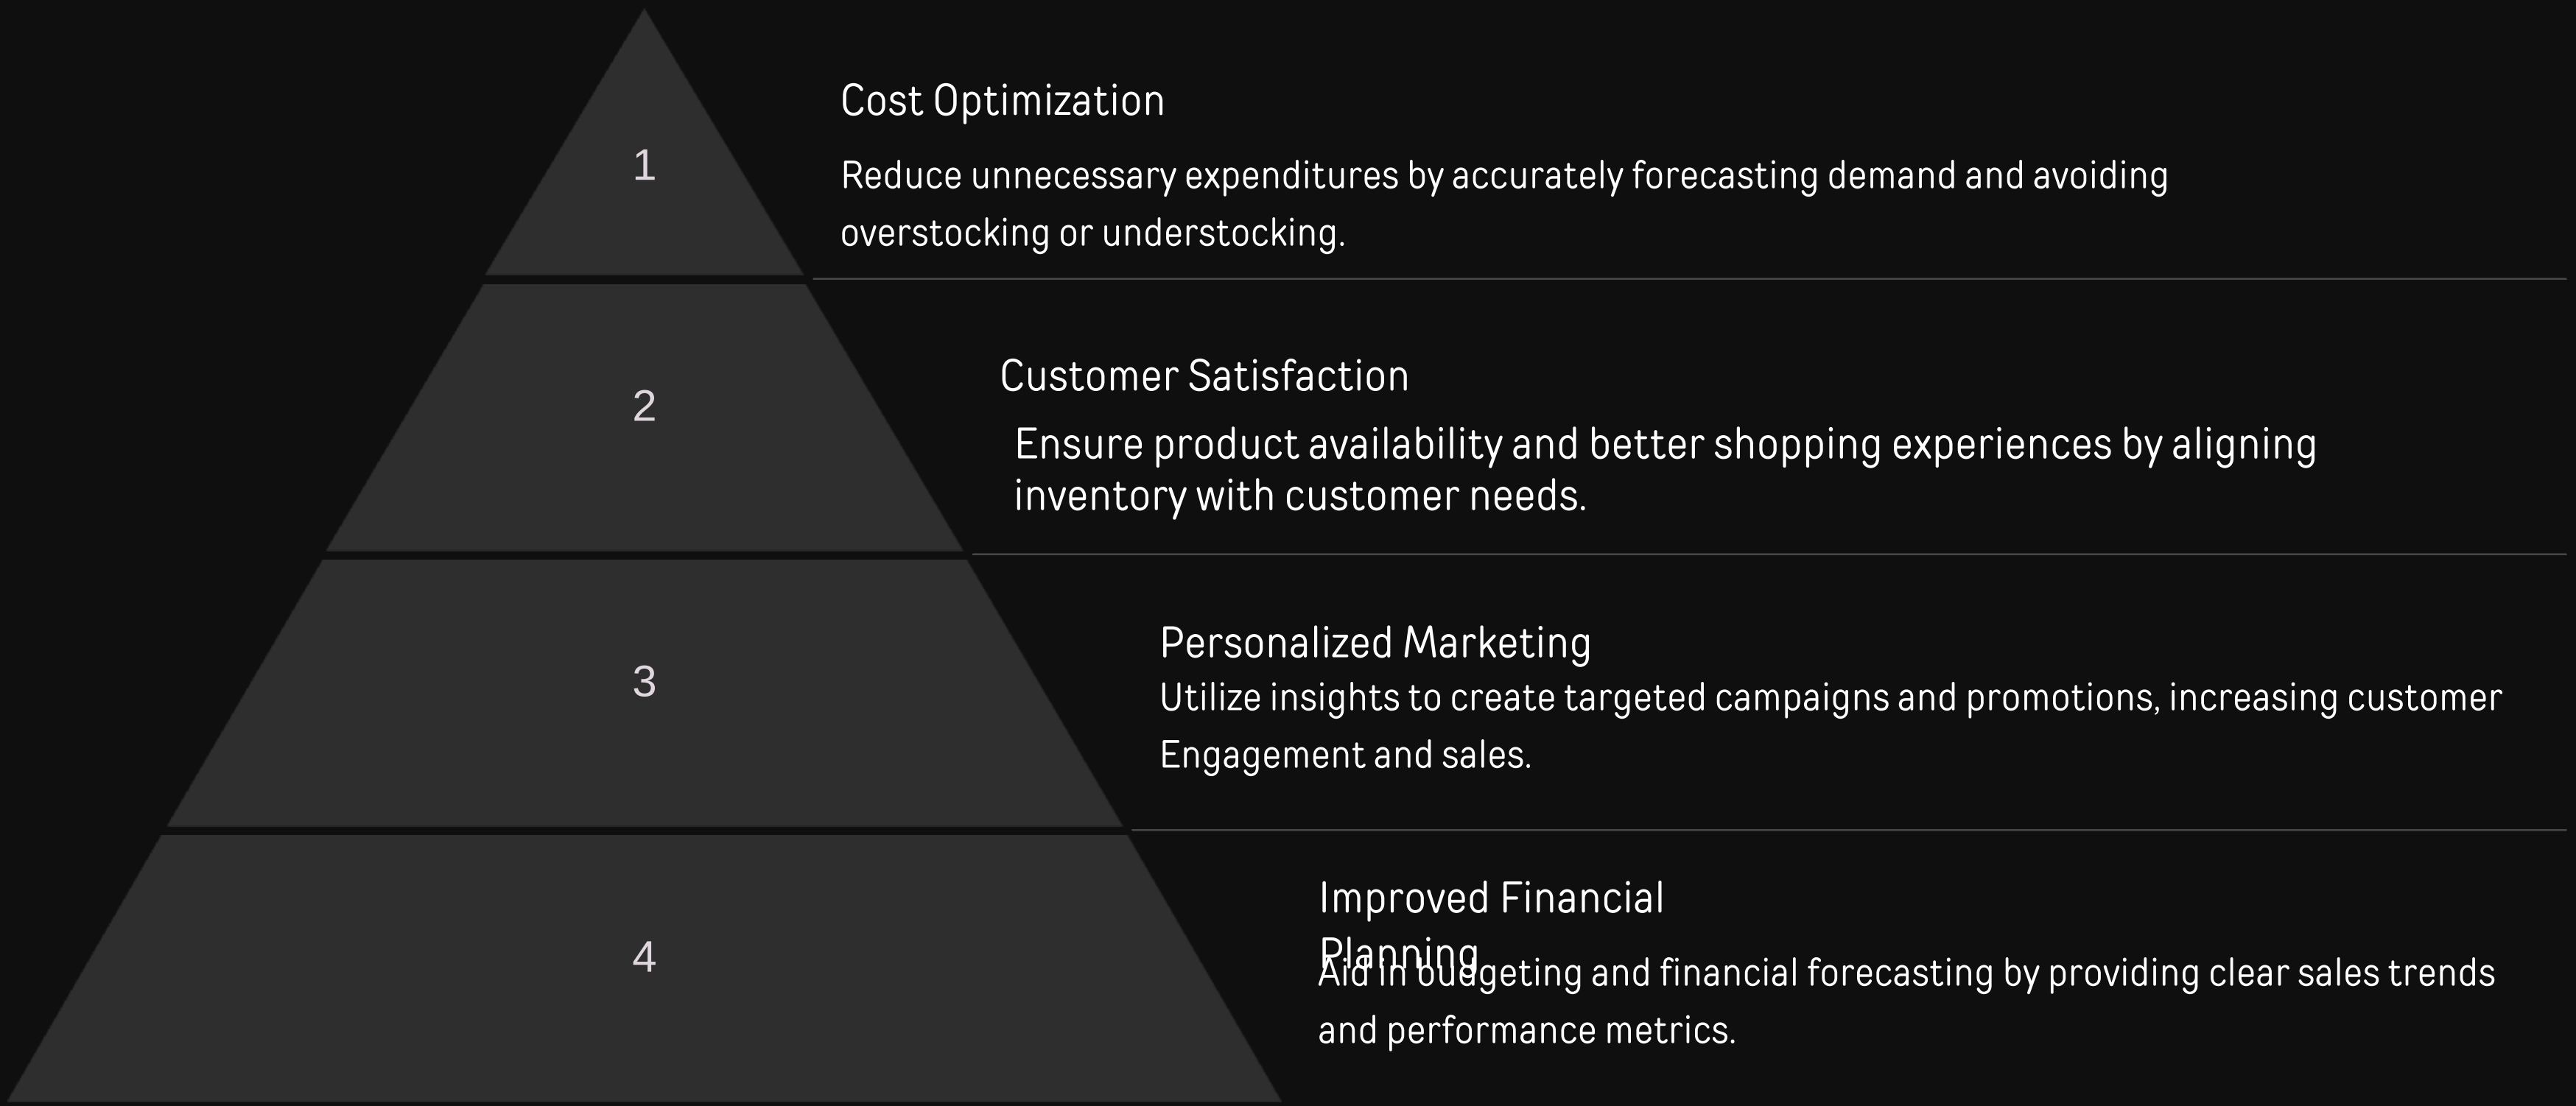 1
Cost Optimization
Reduce unnecessary expenditures by accurately forecasting demand and avoiding
overstocking or understocking.
2
Customer Satisfaction
Ensure product availability and better shopping experiences by aligning
inventory with customer needs.
3
Personalized Marketing
Utilize insights to create targeted campaigns and promotions, increasing customer
Engagement and sales.
4
Improved Financial
Planning
Aid in budgeting and financial forecasting by providing clear sales trends
and performance metrics.